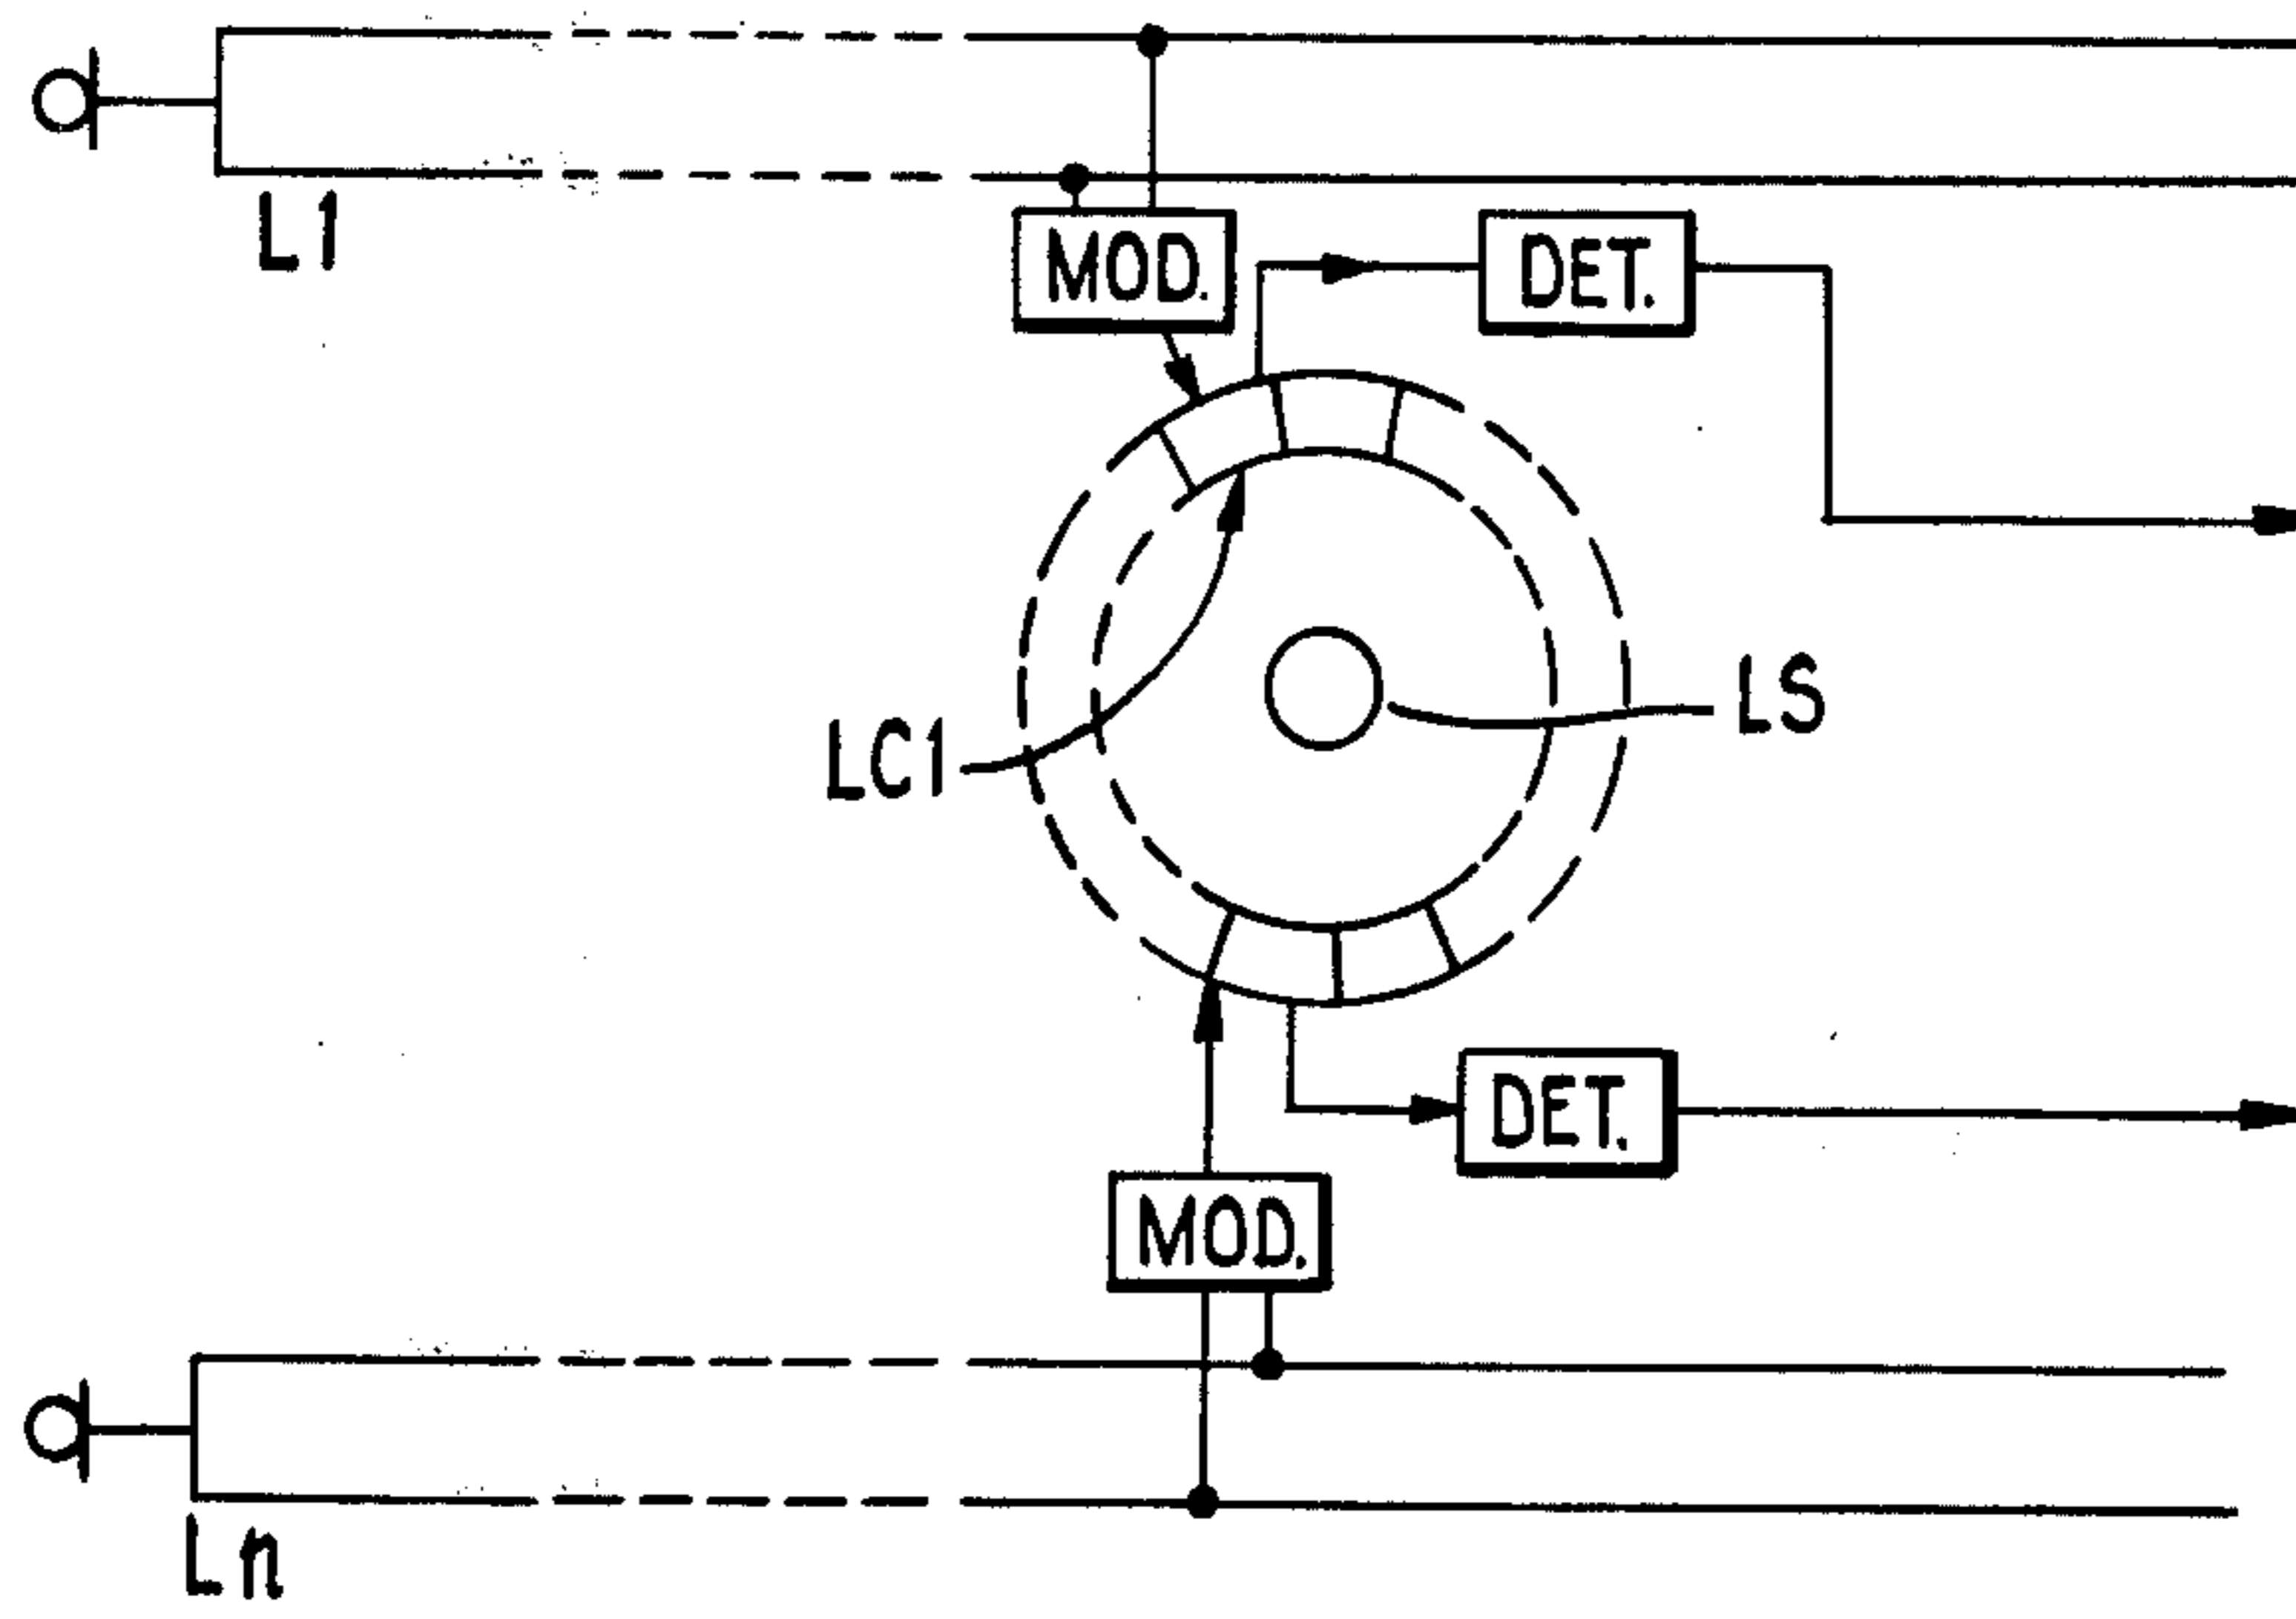 L1
MOD.
DET.
LS
LC1
DET.
MOD.
Ln